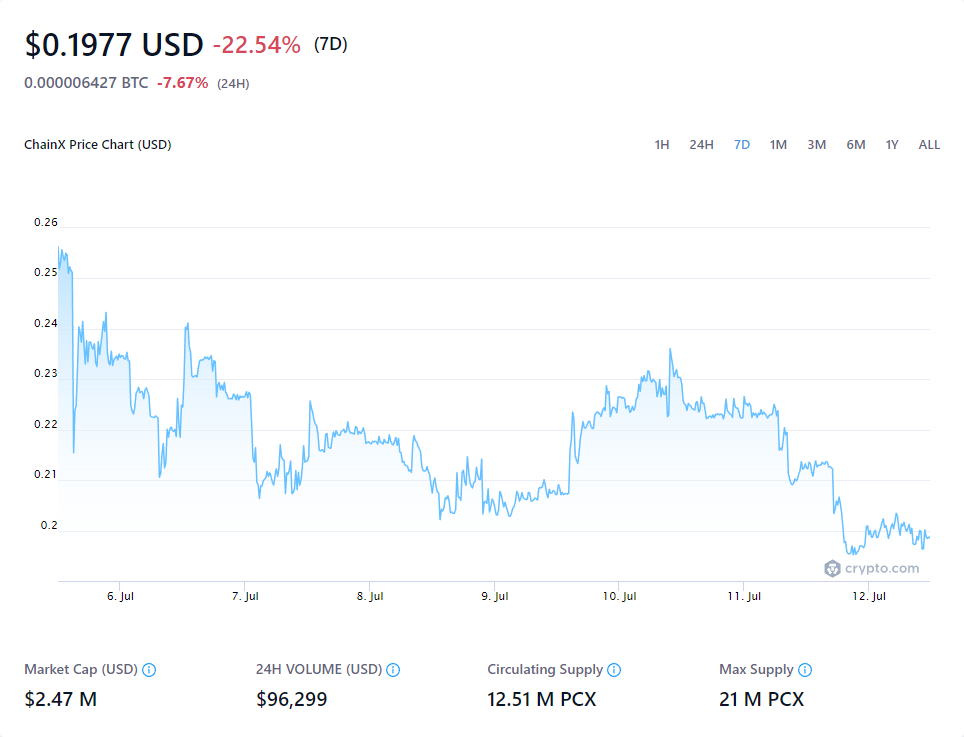 $0.1977 USD -22.54% (7D)
0.000006427 BTC -7.67% (24H)
ChainX Price Chart (USD) 1H 24H 7D 1M 3M 6M 1Y ALL
0.26
0.25
0.24
0.23
0.22
0.21
0.2
crypto.com
6. Jul 7. Jul 8. Jul 9. Jul 10. Jul 11. Jul 12. Jul
Market Cap (USD) 24H VOLUME (USD) Circulating Supply Max Supply
$2.47 M $96,299 12.51 M PCX 21 M PCX